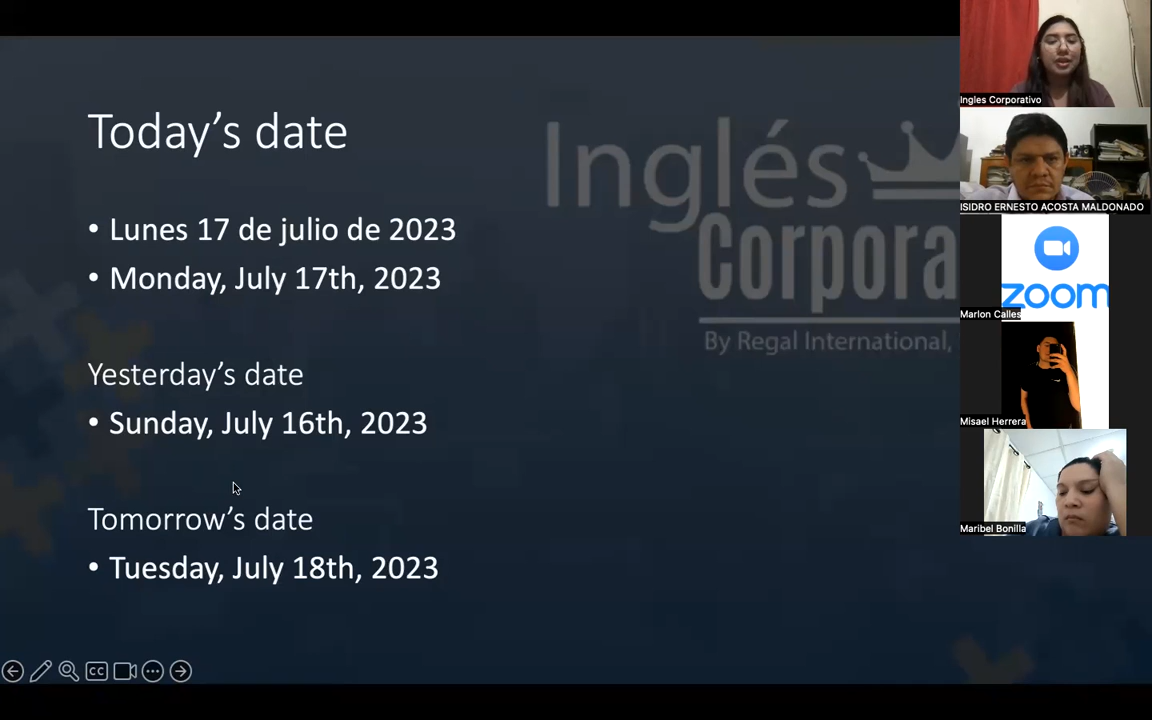 Today's date
• Lunes 17 de julio de 2023
• Monday, July 17th, 2023
Yesterday's date
• Sunday, July 16th, 2023
Tomorrow's date
• Tuesday, July 18th, 2023
Inglés
Corpora
By Regal International,
CC
Ingles Corporativo
ISIDRO ERNESTO ACOSTA MALDONADO
zoom
Marlon Calles
Misael Herrera
Maribel Bonilla